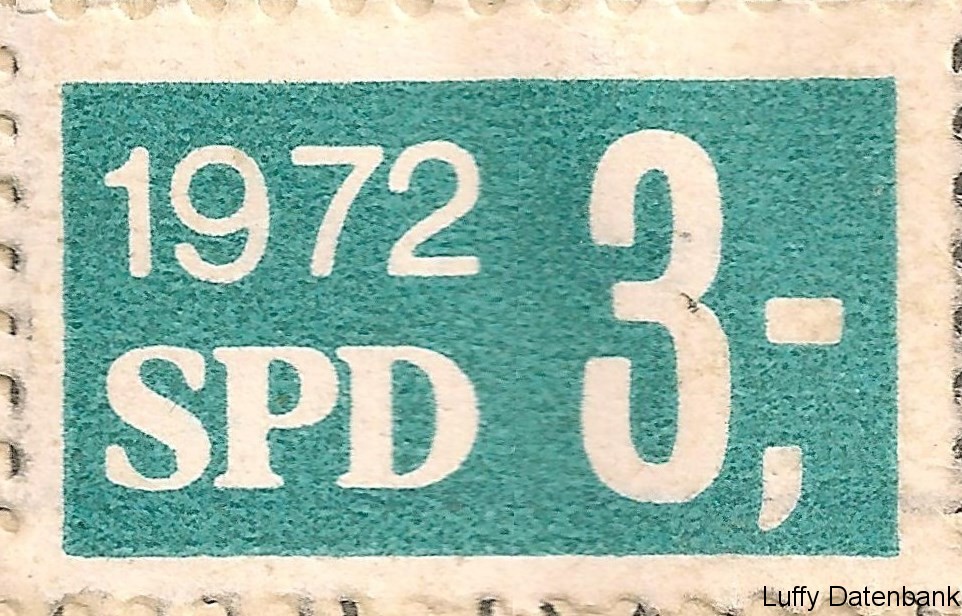 1972
SPD
3,-
Luffy Datenbank